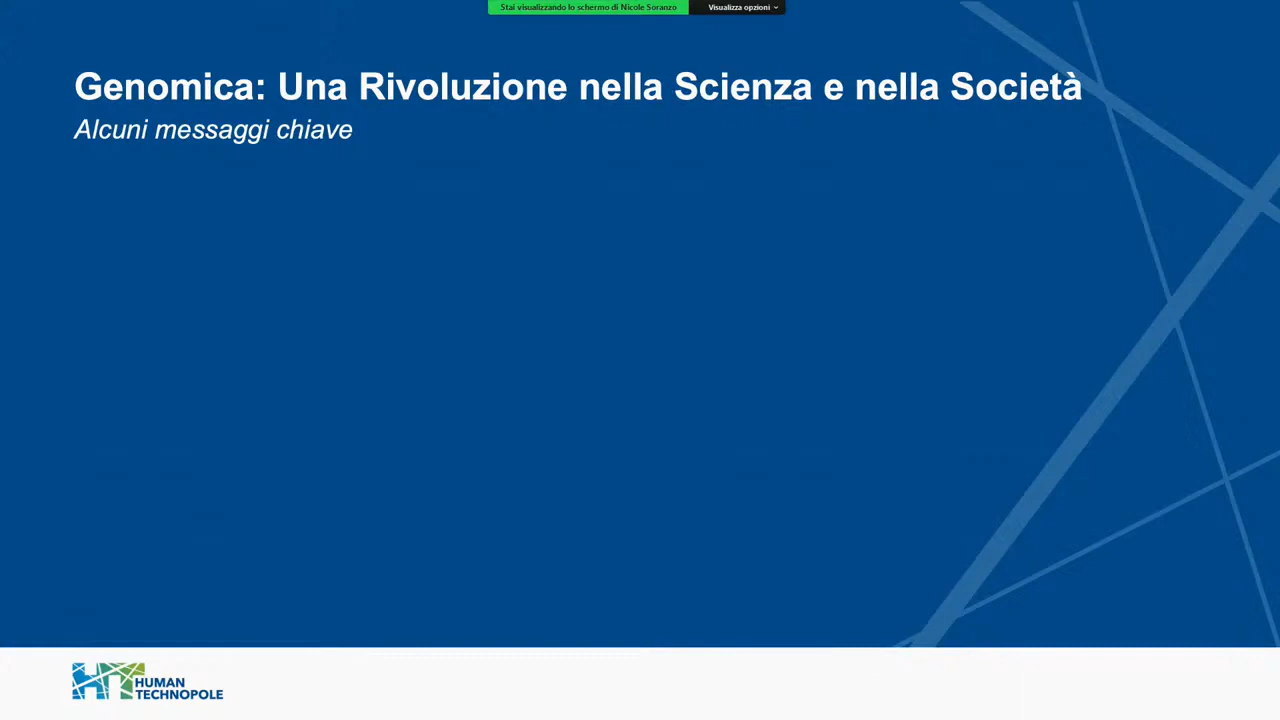 Stai visualizzando lo schermo di Nicole Soranzo Visualizza opzioni
Genomica: Una Rivoluzione nella Scienza e nella Società
Alcuni messaggi chiave
HT HUMAN
TECHNOPOLE